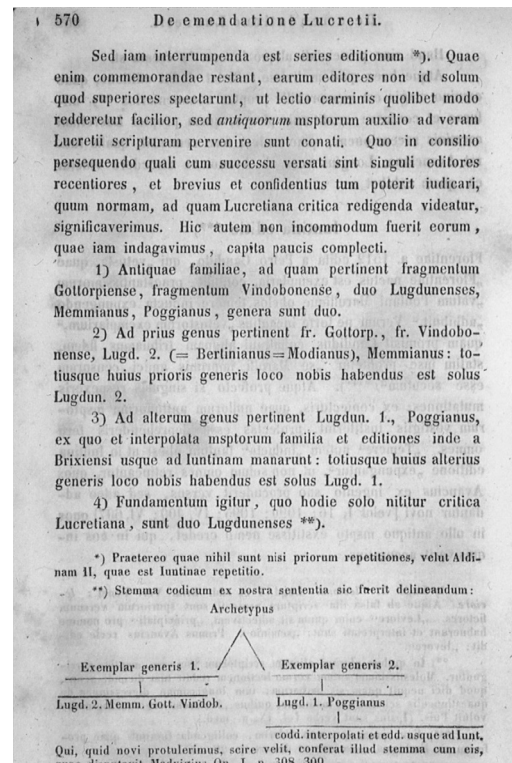 570 De emendatione Lucretii.
Sed iam interrumpenda est series editionum *). Quae
enim commemorandae restant, earum editores non id solum
quod superiores spectarunt, ut lectio carminis quolibet modo
redderetur facilior, sed antiquorum msptorum auxilio ad veram
Lucretii scripturam pervenire sunt conati. Quo in consilio
persequendo quali cum successu versati sint singuli editores
recentiores, et brevius et confidentius tum poterit iudicari,
quum normam, ad quam Lucretiana critica redigenda videatur,
significaverimus. Hic autem non incommodum fuerit eorum,
quae iam indagavimus, capita paucis complecti.
1) Antiquae familiae, ad quam pertinent fragmentum
Gottorpiense, fragmentum Vindobonense, duo Lugdunenses,
Memmianus, Poggianus, genera sunt duo.
2) Ad prius genus pertinent fr. Gottorp., fr. Vindobo-
nense, Lugd. 2. (= Bertinianus=Modianus), Memmianus: to-
tiusque huius prioris generis loco nobis habendus est solus
Lugdun. 2.
3) Ad alterum genus pertinent Lugdun. 1., Poggianus,
ex quo et interpolata msptorum familia et editiones inde a
Brixiensi usque ad Iuntinam manarunt: totiusque huius alterius
generis loco nobis habendus est solus Lugd. 1.
4) Fundamentum igitur, quo hodie solo nititur critica
Lucretiana, sunt duo Lugdunenses **).
*) Praetereo quae nihil sunt nisi priorum repetitiones, velut Aldi-
nam II, quae est Iuntinae repetitio.
**) Stemma codicum ex nostra sententia sic fuerit delineandum:
Archetypus
Exemplar generis 1. Exemplar generis 2.
Lugd. 2. Memm. Gott. Vindob. Lugd. 1. Poggianus
codd. interpolati et edd. usque ad Iunt.
Qui, quid novi protulerimus, scire velit, conferat illud stemma cum eis,